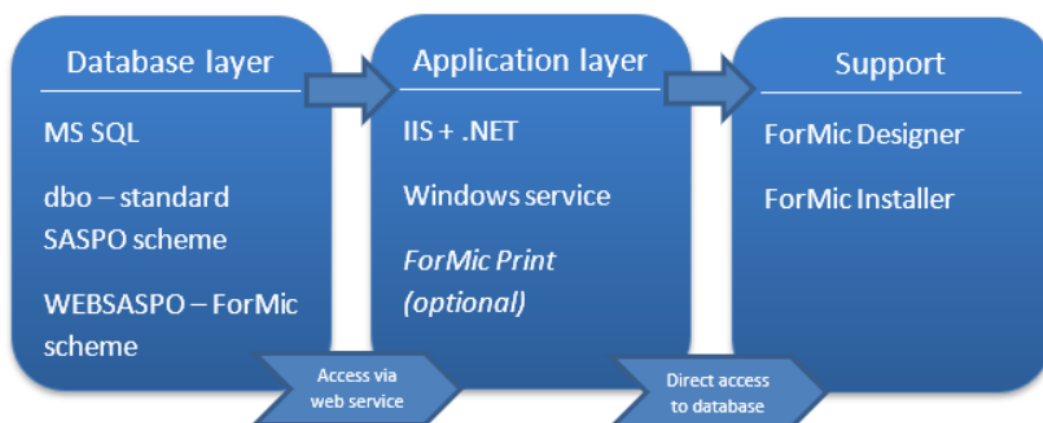 Database layer
MS SQL
dbo – standard
SASPO scheme
WEBSASPO – ForMic
scheme
Application layer
IIS + .NET
Windows service
ForMic Print
(optional)
Support
ForMic Designer
ForMic Installer
Access via
web service
Direct access
to database